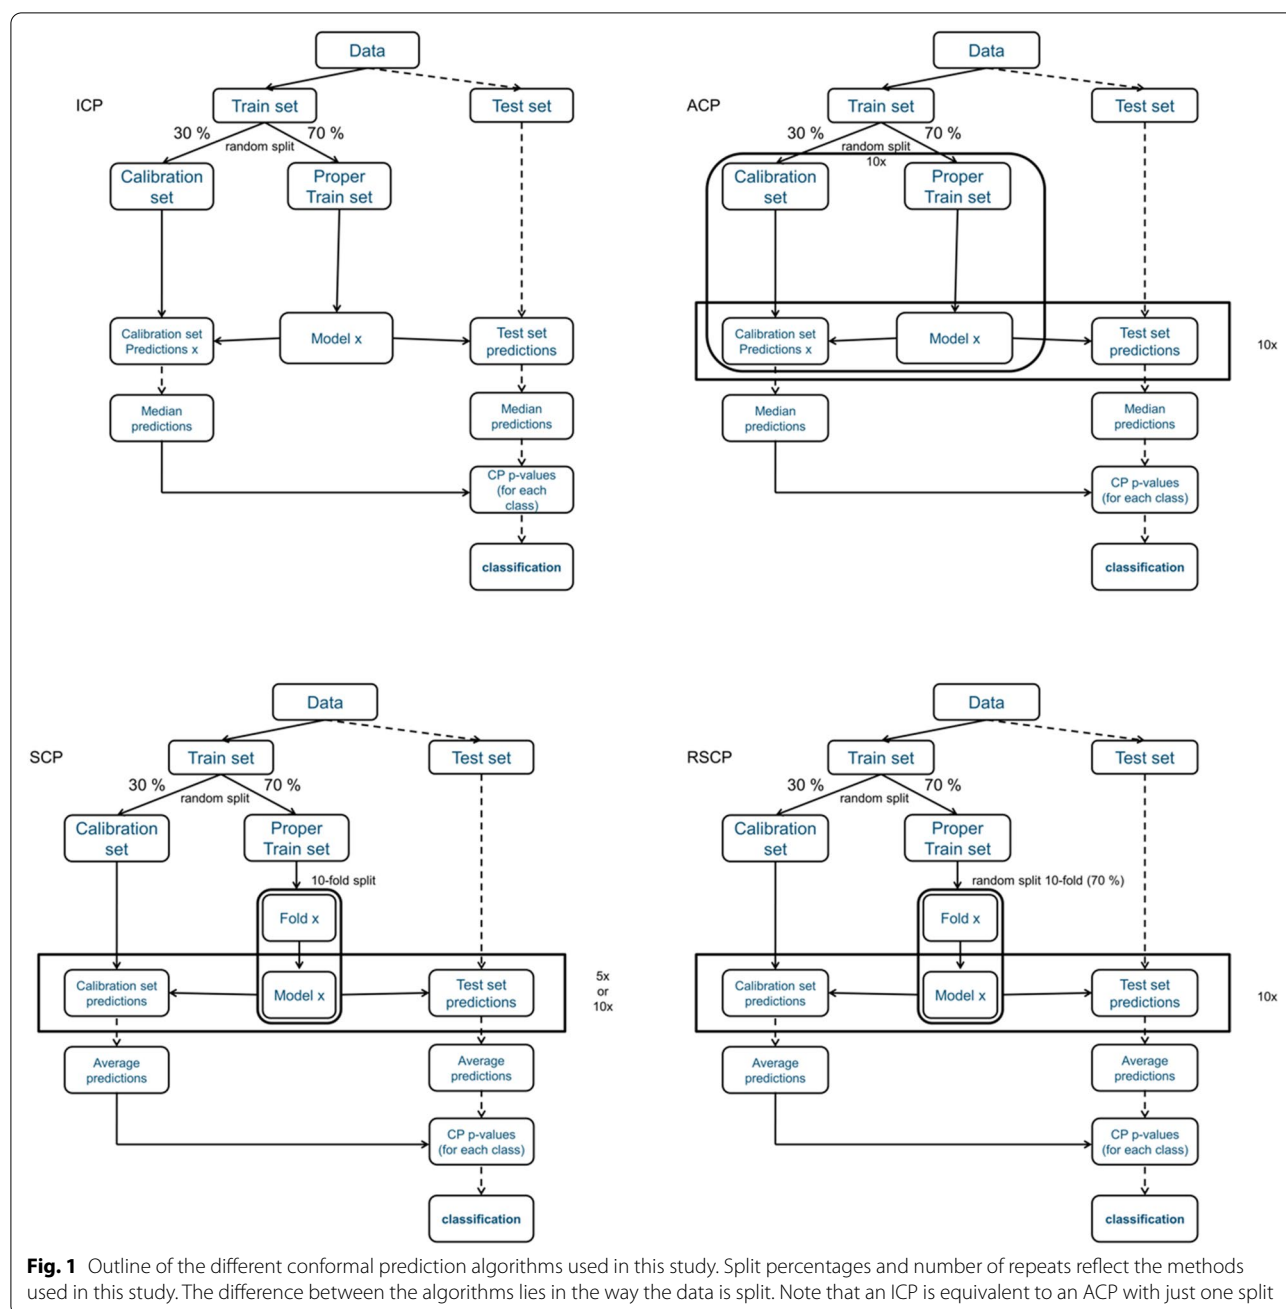 Data
ICP
Train set
Test set
30 %
70 %
random split
Calibration
set
Proper
Train set
Calibration set
Predictions x
Model x
Test set
predictions
Median
predictions
Median
predictions
CP p-values
(for each
class)
classification
Data
ACP
Train set
Test set
30 %
70 %
random split
10x
Calibration
set
Proper
Train set
Calibration set
Predictions x
Model x
Test set
predictions
10x
Median
predictions
Median
predictions
CP p-values
(for each class)
classification
Data
SCP
Train set
Test set
30 %
70 %
random split
Calibration
set
Proper
Train set
10-fold split
Fold x
Calibration set
predictions
Model x
Test set
predictions
5x
or
10x
Average
predictions
Average
predictions
CP p-values
(for each class)
classification
Data
RSCP
Train set
Test set
30 %
70 %
random split
Calibration
set
Proper
Train set
random split 10-fold (70 %)
Fold x
Calibration set
predictions
Model x
Test set
predictions
10x
Average
predictions
Average
predictions
CP p-values
(for each class)
classification
Fig. 1 Outline of the different conformal prediction algorithms used in this study. Split percentages and number of repeats reflect the methods
used in this study. The difference between the algorithms lies in the way the data is split. Note that an ICP is equivalent to an ACP with just one split